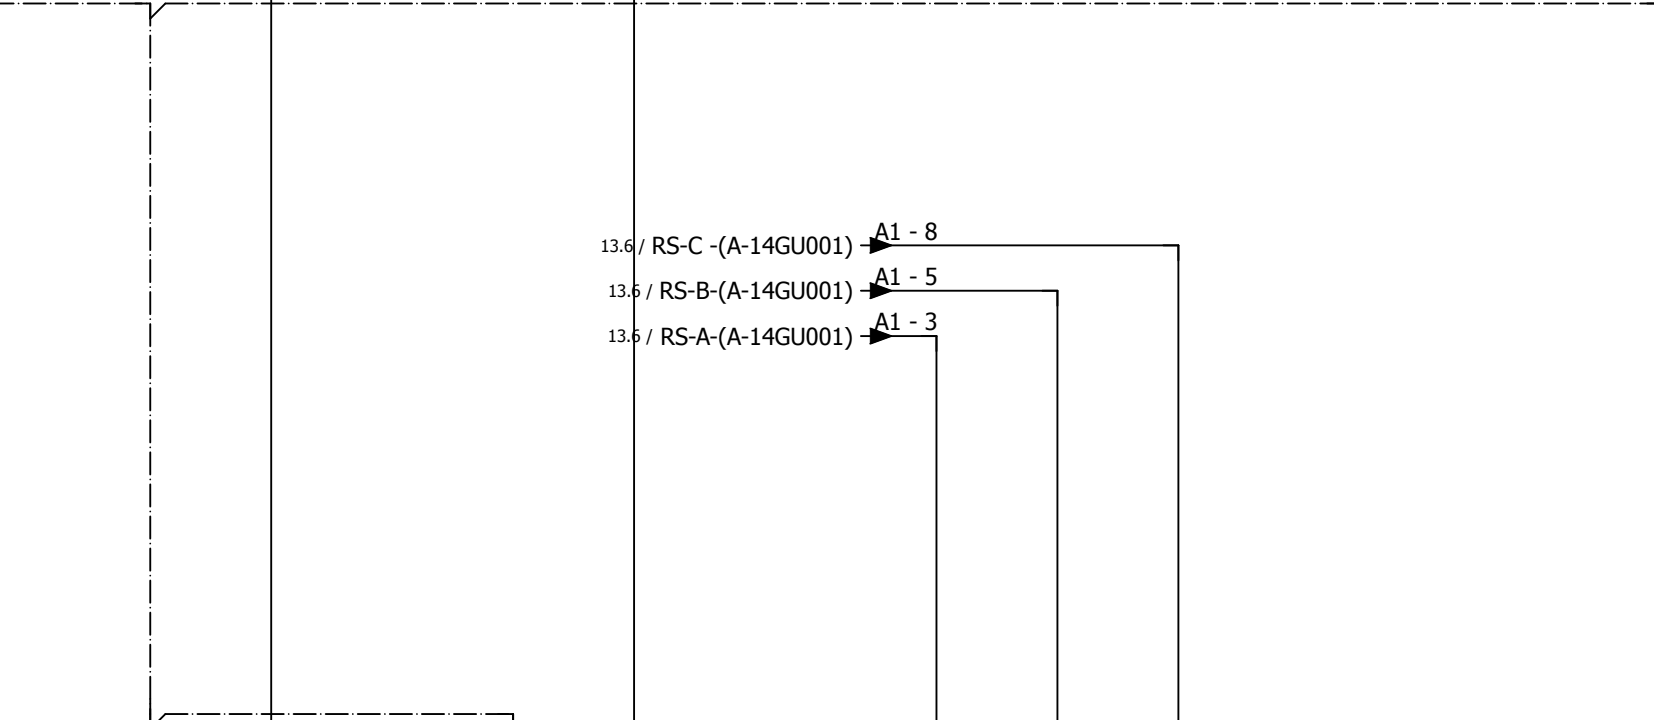 A1 - 8
13.6 / RS-C -(A-14GU001)
A1 - 5
13.6 / RS-B-(A-14GU001)
A1 - 3
13.6 / RS-A-(A-14GU001)